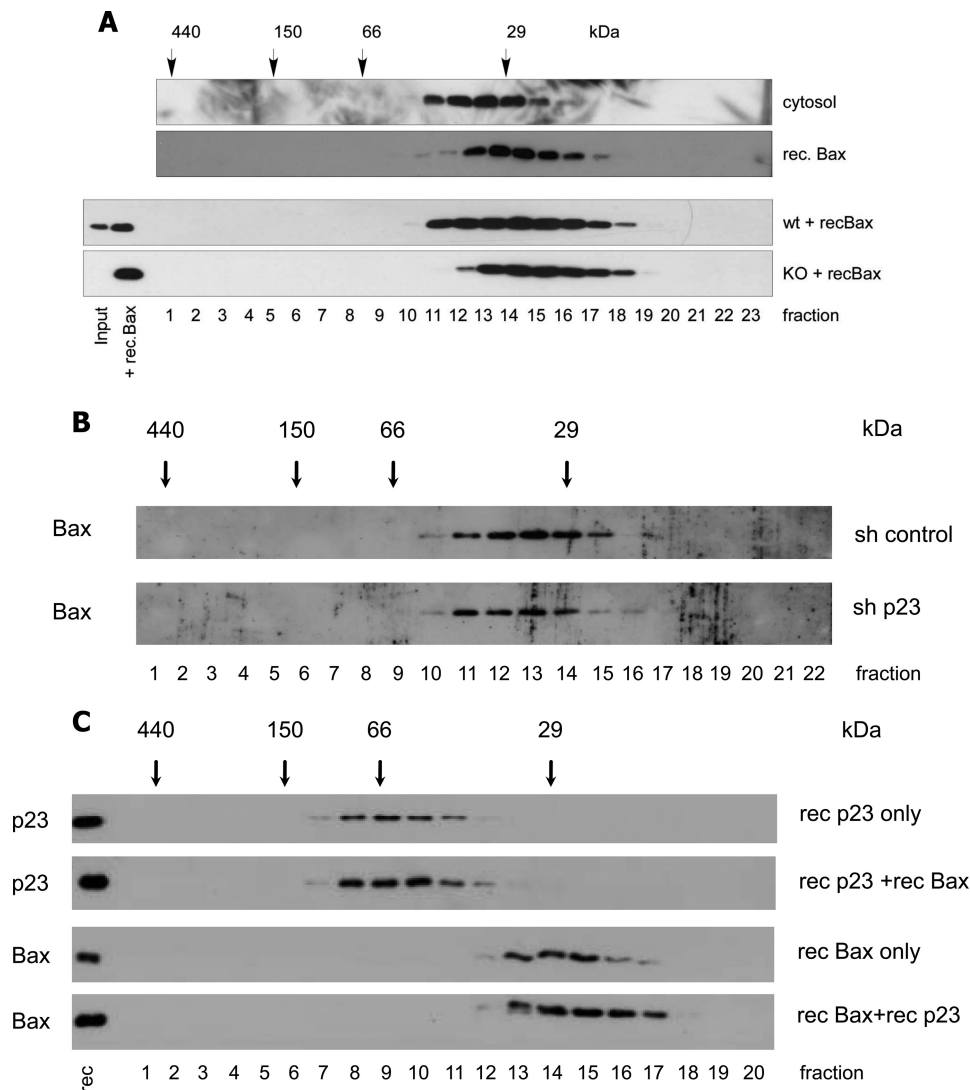 A
440 150 66 29 kDa
cytosol
rec. Bax
wt + recBax
KO + recBax
Input
+ rec.Bax
1 2 3 4 5 6 7 8 9 10 11 12 13 14 15 16 17 18 19 20 21 22 23 fraction
B
440 150 66 29 kDa
Bax sh control
Bax sh p23
1 2 3 4 5 6 7 8 9 10 11 12 13 14 15 16 17 18 19 20 21 22 fraction
C
440 150 66 29 kDa
p23 rec p23 only
p23 rec p23 +rec Bax
Bax rec Bax only
Bax rec Bax+rec p23
rec 1 2 3 4 5 6 7 8 9 10 11 12 13 14 15 16 17 18 19 20 fraction